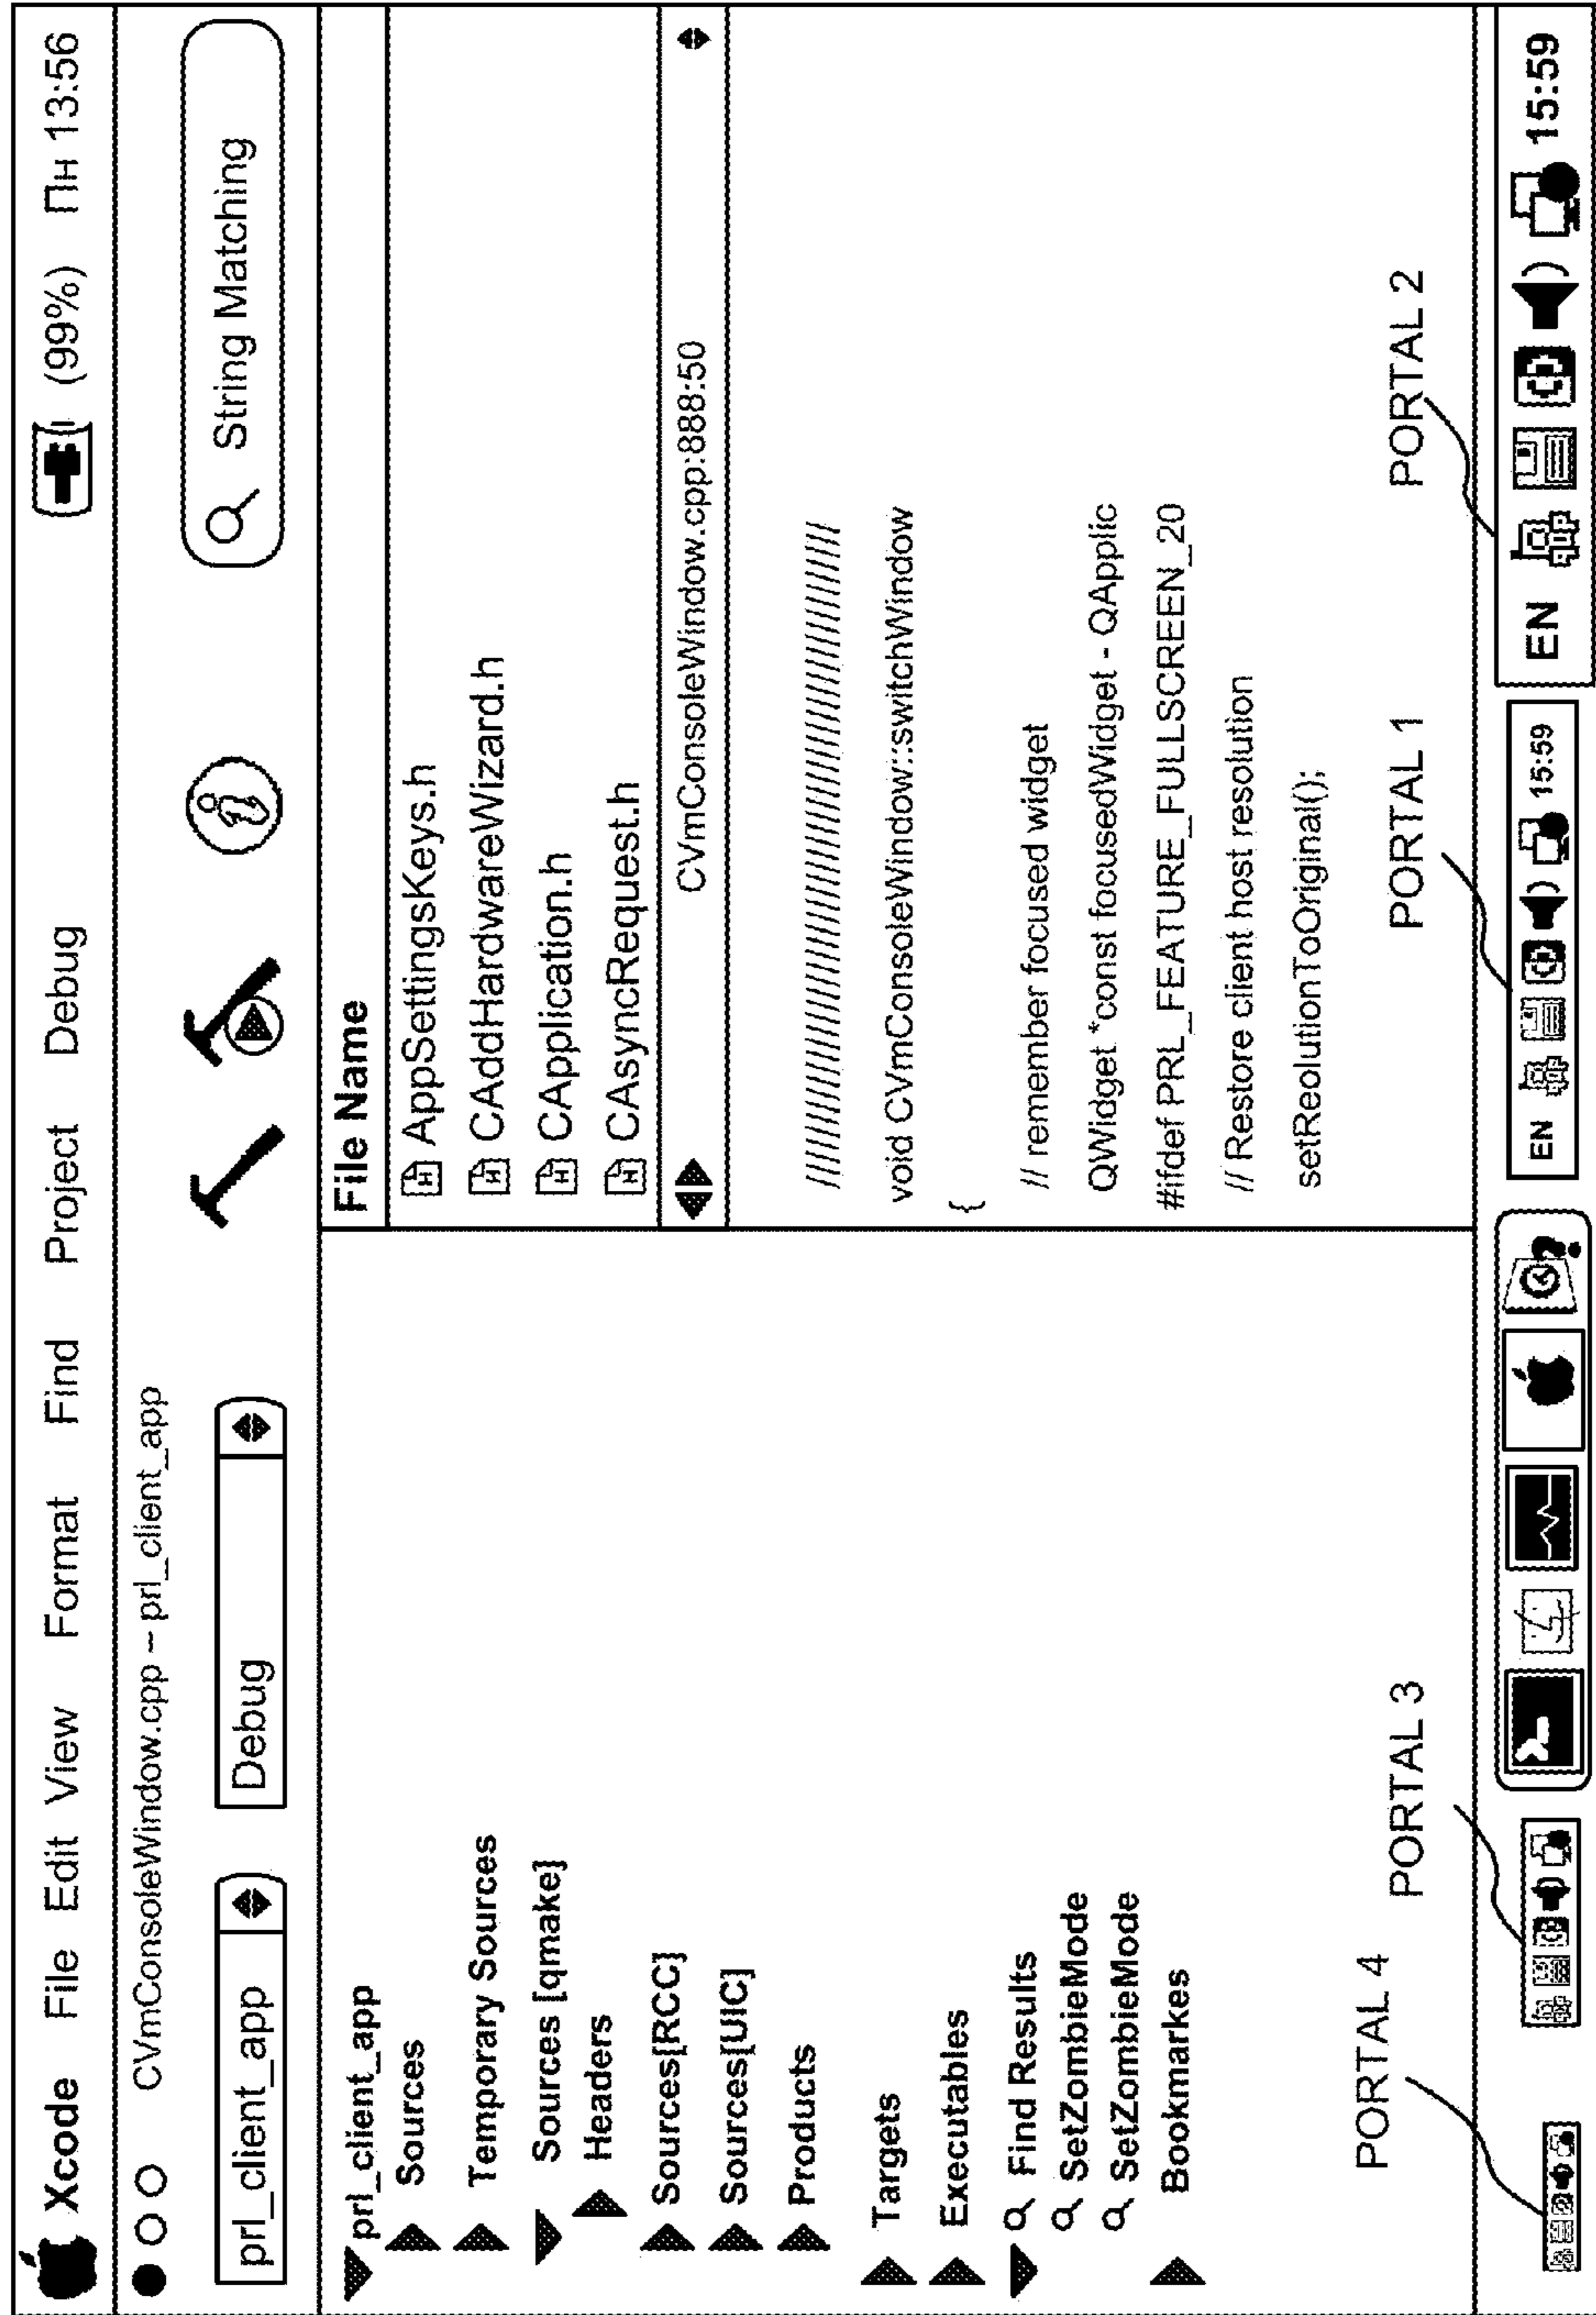 Xcode File Edit View Format Find Project Debug (99%) Пн 13:56
CVmConsoleWindow.cpp – prl_client_app
prl_client_app Debug String Matching
prl_client_app
Sources
Temporary Sources
Sources [qmake]
Headers
Sources[RCC]
Sources[UIC]
Products
Targets
Executables
Find Results
SetZombieMode
SetZombieMode
Bookmarkes
File Name
AppSettingsKeys.h
CAddHardwareWizard.h
CApplication.h
CAsyncRequest.h
CVmConsoleWindow.cpp:888:50
void CVmConsoleWindow::switchWindow
{
// remember focused widget
QWidget *const focusedWidget - QApplic
#ifdef PRL_FEATURE_FULLSCREEN_20
// Restore client host resolution
setReolutionToOriginal();
PORTAL 4
PORTAL 3
PORTAL 1
PORTAL 2
EN 15:59
EN 15:59